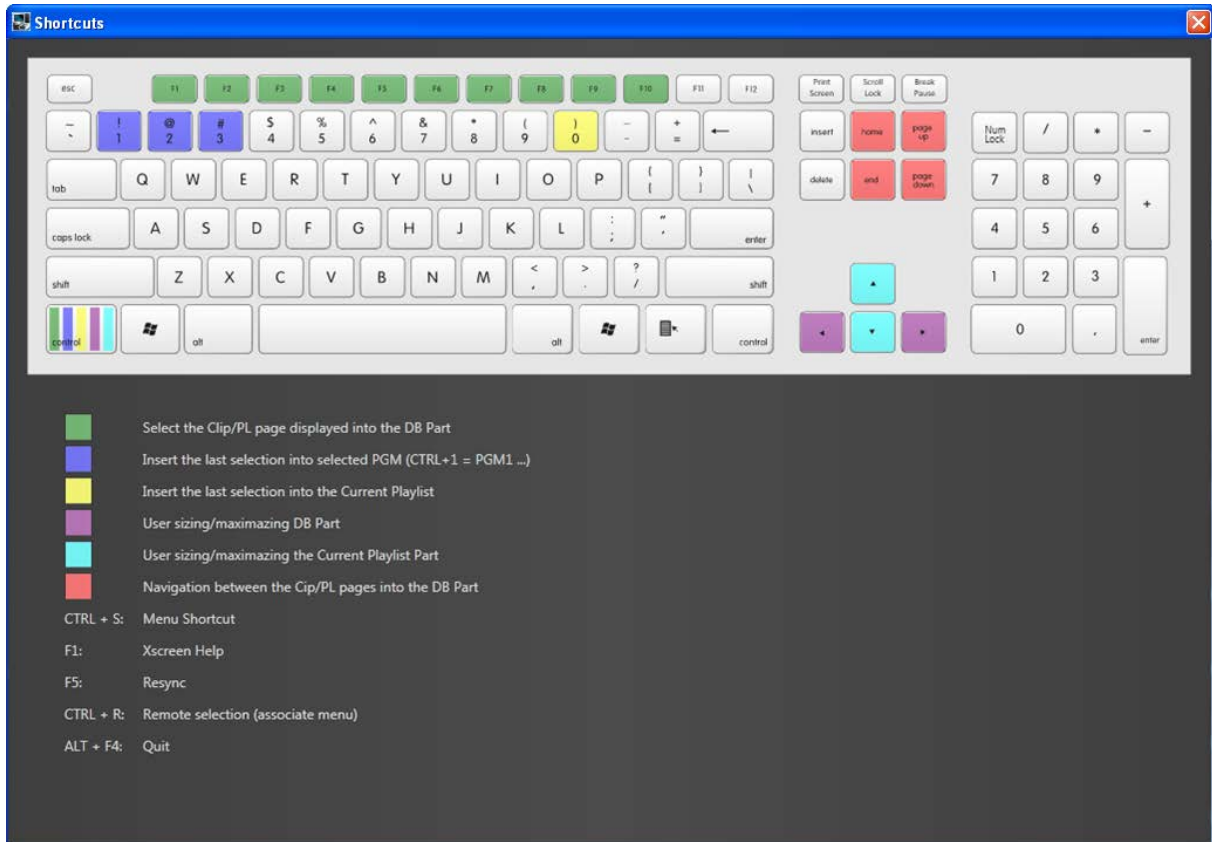 Shortcuts
esc F1 F2 F3 F4 F5 F6 F7 F8 F9 F10 F11 F12 Print Screen Scroll Lock Break Pause
~ ` ! 1 @ 2 # 3 $ 4 % 5 ^ 6 & 7 * 8 ( 9 ) 0 _ - + = ← insert home page up Num Lock / * -
tab Q W E R T Y U I O P { [ } ] | \ delete end page down 7 8 9 +
caps lock A S D F G H J K L : ; " ' enter 4 5 6
shift Z X C V B N M < , > . ? / shift 1 2 3 enter
control alt alt control 0 ,
Select the Clip/PL page displayed into the DB Part
Insert the last selection into selected PGM (CTRL+1 = PGM1 ...)
Insert the last selection into the Current Playlist
User sizing/maximazing DB Part
User sizing/maximazing the Current Playlist Part
Navigation between the Cip/PL pages into the DB Part
CTRL + S: Menu Shortcut
F1: Xscreen Help
F5: Resync
CTRL + R: Remote selection (associate menu)
ALT + F4: Quit